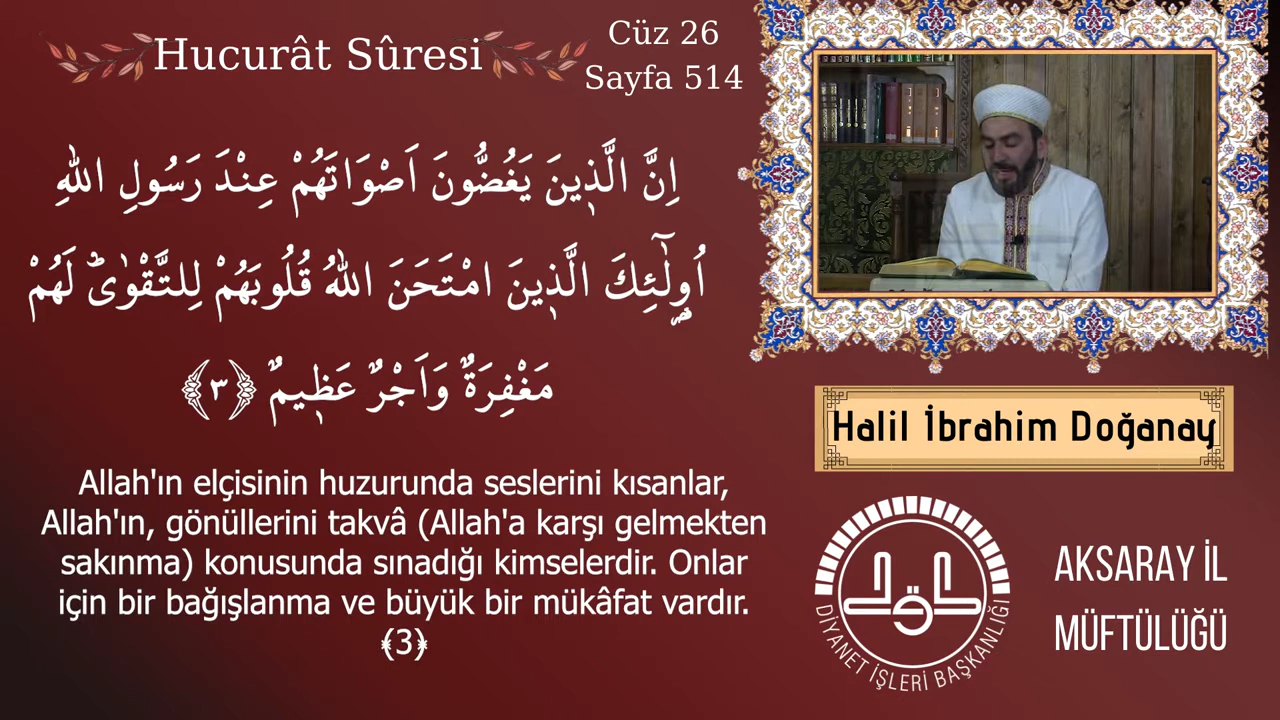 Hucurât Sûresi
Cüz 26
Sayfa 514
اِنَّ الَّذ۪ينَ يَغُضُّونَ اَصْوَاتَهُمْ عِنْدَ رَسُولِ اللّٰهِ
اُو۬لٰٓئِكَ الَّذ۪ينَ امْتَحَنَ اللّٰهُ قُلُوبَهُمْ لِلتَّقْوٰىۜ لَهُمْ
مَغْفِرَةٌ وَاَجْرٌ عَظ۪يمٌ ﴿٣﴾
Allah'ın elçisinin huzurunda seslerini kısanlar,
Allah'ın, gönüllerini takvâ (Allah'a karşı gelmekten
sakınma) konusunda sınadığı kimselerdir. Onlar
için bir bağışlanma ve büyük bir mükâfat vardır.
﴾3﴿
Halil İbrahim Doğanay
DİYANET İŞLERİ BAŞKANLIĞI
AKSARAY İL
MÜFTÜLÜĞÜ